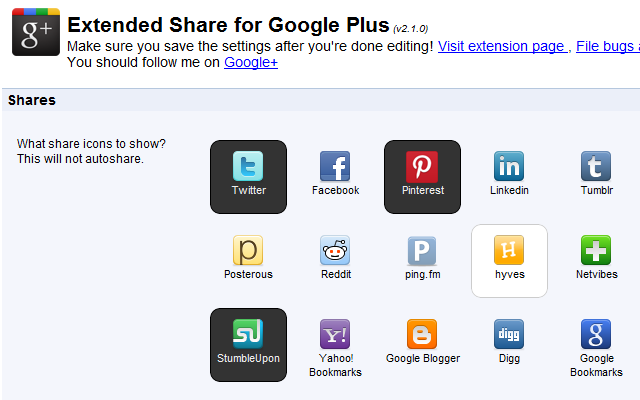 g+
Extended Share for Google Plus (v2.1.0)
Make sure you save the settings after you're done editing! Visit extension page , File bugs
You should follow me on Google+
Shares
What share icons to show?
This will not autoshare.
Twitter
Facebook
Pinterest
Linkedin
Tumblr
Posterous
Reddit
ping.fm
hyves
Netvibes
StumbleUpon
Yahoo!
Bookmarks
Google Blogger
Digg
Google
Bookmarks